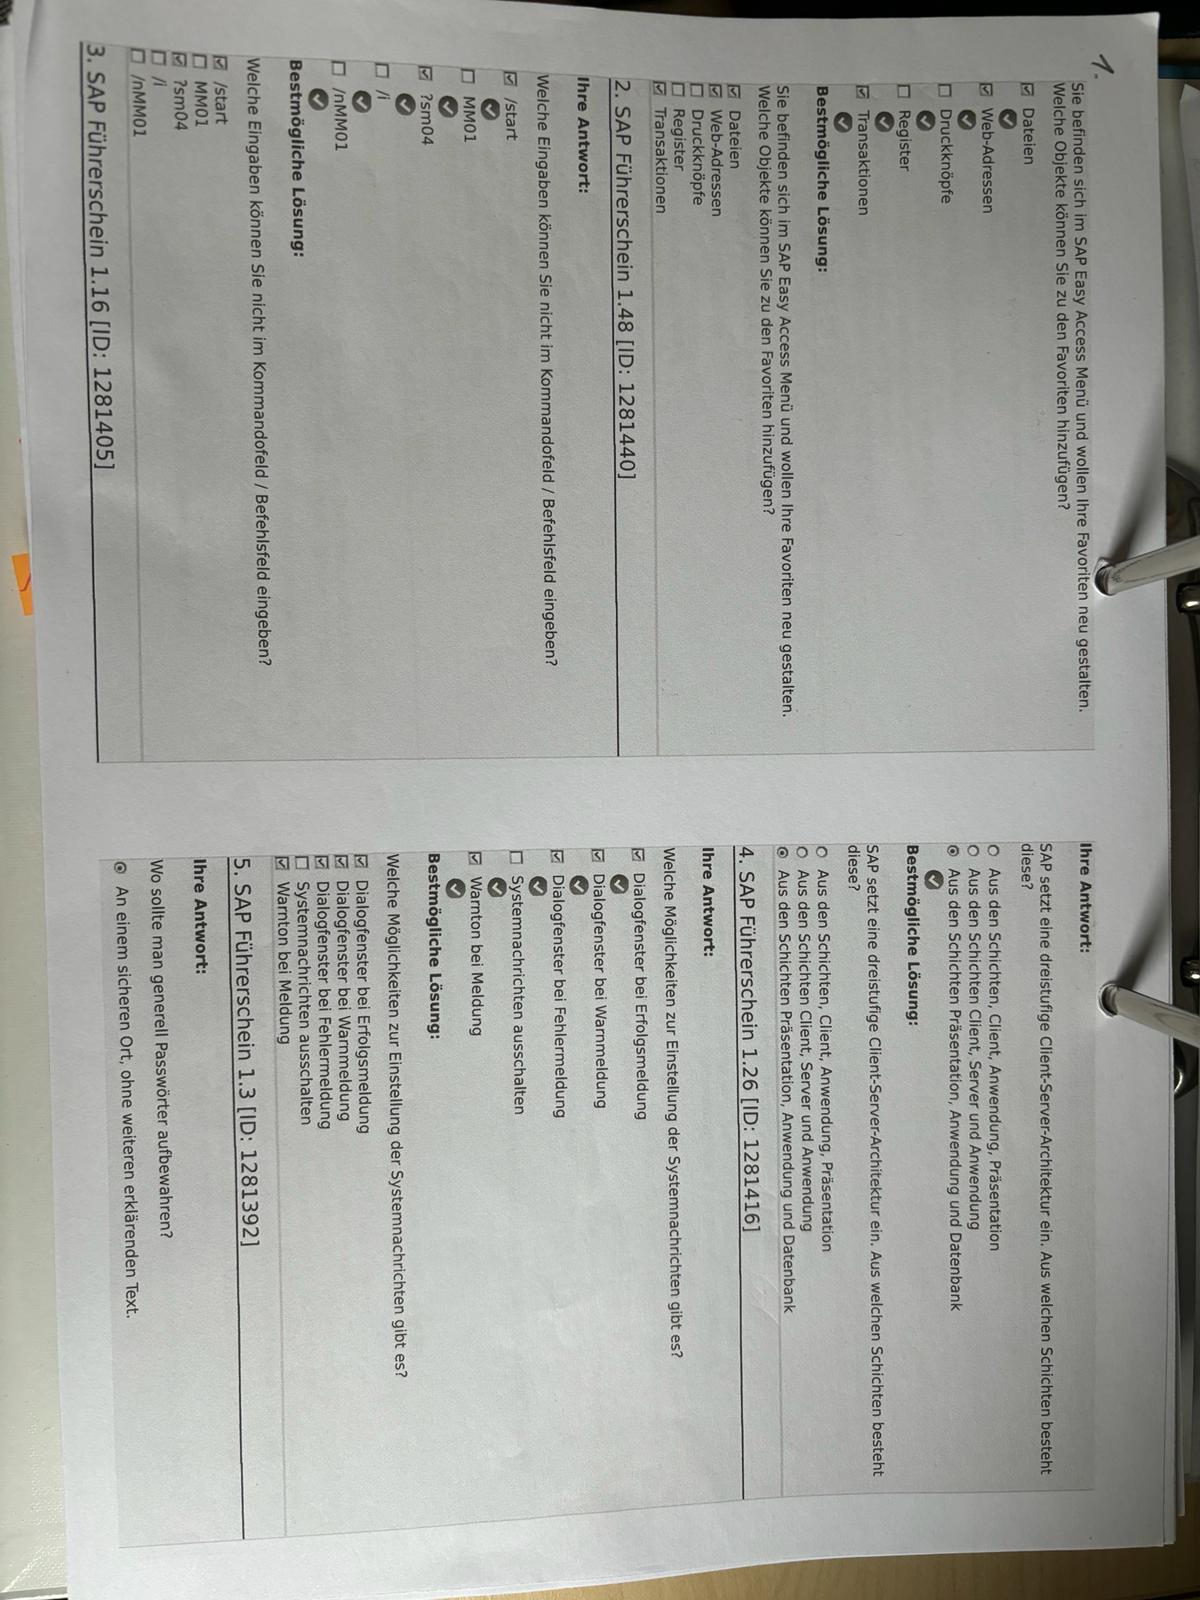 1.
Sie befinden sich im SAP Easy Access Menü und wollen Ihre Favoriten neu gestalten.
Welche Objekte können Sie zu den Favoriten hinzufügen?
Dateien
Web-Adressen
Druckknöpfe
Register
Transaktionen
Bestmögliche Lösung:
Sie befinden sich im SAP Easy Access Menü und wollen Ihre Favoriten neu gestalten.
Welche Objekte können Sie zu den Favoriten hinzufügen?
Dateien
Web-Adressen
Druckknöpfe
Register
Transaktionen
2. SAP Führerschein 1.48 [ID: 1281440]
Ihre Antwort:
Welche Eingaben können Sie nicht im Kommandofeld / Befehlsfeld eingeben?
/start
MM01
?sm04
/i
/nMM01
Bestmögliche Lösung:
Welche Eingaben können Sie nicht im Kommandofeld / Befehlsfeld eingeben?
/start
MM01
?sm04
/i
/nMM01
3. SAP Führerschein 1.16 [ID: 1281405]
Ihre Antwort:
SAP setzt eine dreistufige Client-Server-Architektur ein. Aus welchen Schichten besteht
diese?
Aus den Schichten, Client, Anwendung, Präsentation
Aus den Schichten Client, Server und Anwendung
Aus den Schichten Präsentation, Anwendung und Datenbank
Bestmögliche Lösung:
SAP setzt eine dreistufige Client-Server-Architektur ein. Aus welchen Schichten besteht
diese?
Aus den Schichten, Client, Anwendung, Präsentation
Aus den Schichten Client, Server und Anwendung
Aus den Schichten Präsentation, Anwendung und Datenbank
4. SAP Führerschein 1.26 [ID: 1281416]
Ihre Antwort:
Welche Möglichkeiten zur Einstellung der Systemnachrichten gibt es?
Dialogfenster bei Erfolgsmeldung
Dialogfenster bei Warnmeldung
Dialogfenster bei Fehlermeldung
Systemnachrichten ausschalten
Warnton bei Meldung
Bestmögliche Lösung:
Welche Möglichkeiten zur Einstellung der Systemnachrichten gibt es?
Dialogfenster bei Erfolgsmeldung
Dialogfenster bei Warnmeldung
Dialogfenster bei Fehlermeldung
Systemnachrichten ausschalten
Warnton bei Meldung
5. SAP Führerschein 1.3 [ID: 1281392]
Ihre Antwort:
Wo sollte man generell Passwörter aufbewahren?
An einem sicheren Ort, ohne weiteren erklärenden Text.